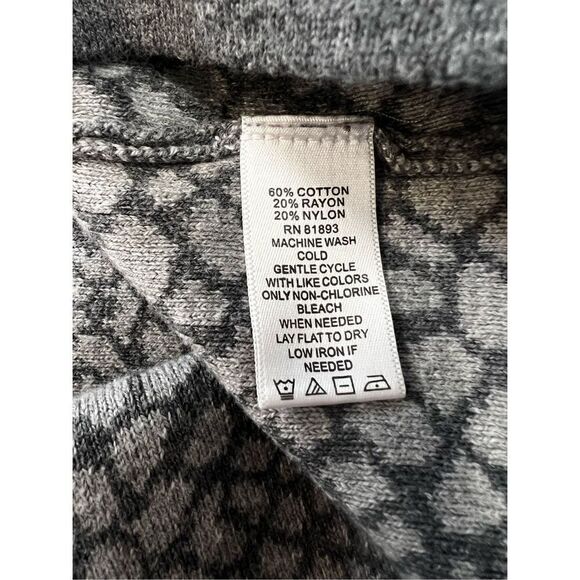 60% COTTON
20% RAYON
20% NYLON
RN 81893
MACHINE WASH
COLD
GENTLE CYCLE
WITH LIKE COLORS
ONLY NON-CHLORINE
BLEACH
WHEN NEEDED
LAY FLAT TO DRY
LOW IRON IF
NEEDED